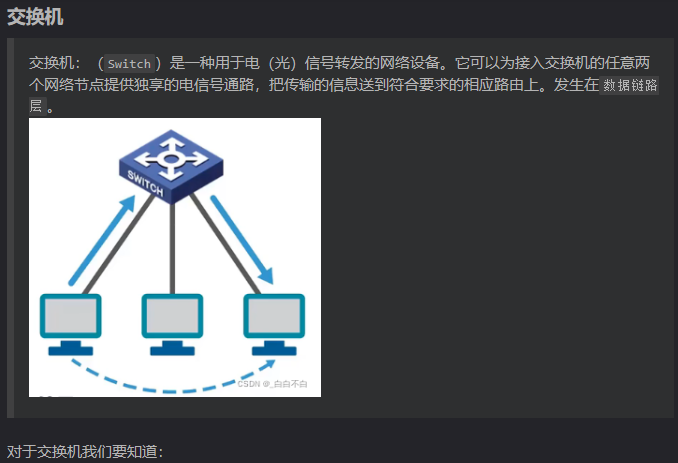 交换机
交换机：（Switch）是一种用于电（光）信号转发的网络设备。它可以为接入交换机的任意两
个网络节点提供独享的电信号通路，把传输的信息送到符合要求的相应路由上。发生在数据链路
层。
SWITCH
CSDN @_白白不白
对于交换机我们要知道：